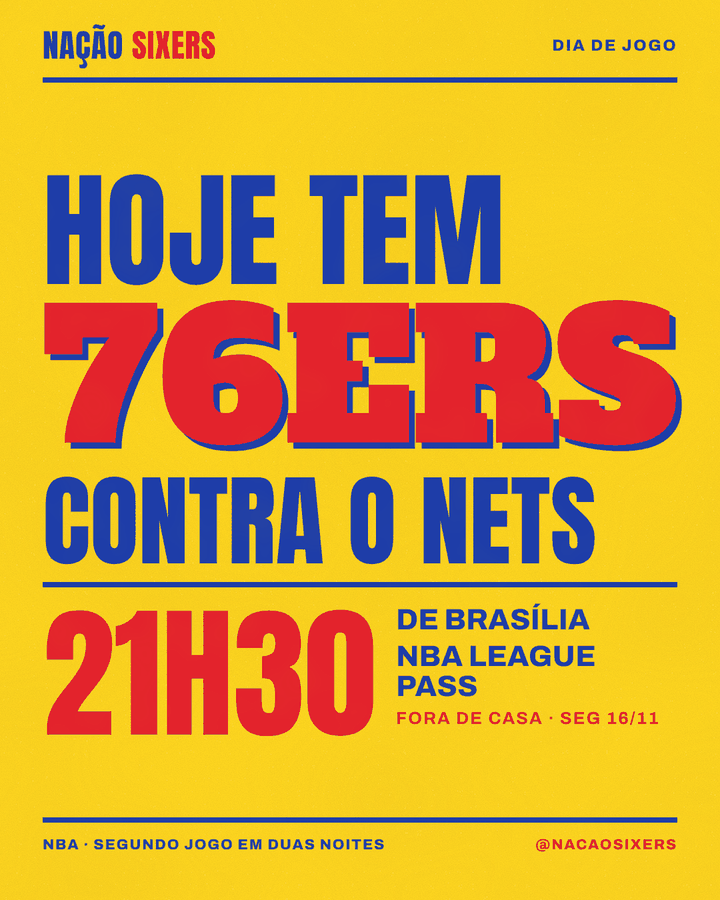 NAÇÃO SIXERS
DIA DE JOGO
HOJE TEM
76ERS
CONTRA O NETS
21H30
DE BRASÍLIA
NBA LEAGUE
PASS
FORA DE CASA · SEG 16/11
NBA · SEGUNDO JOGO EM DUAS NOITES
@NACAOSIXERS